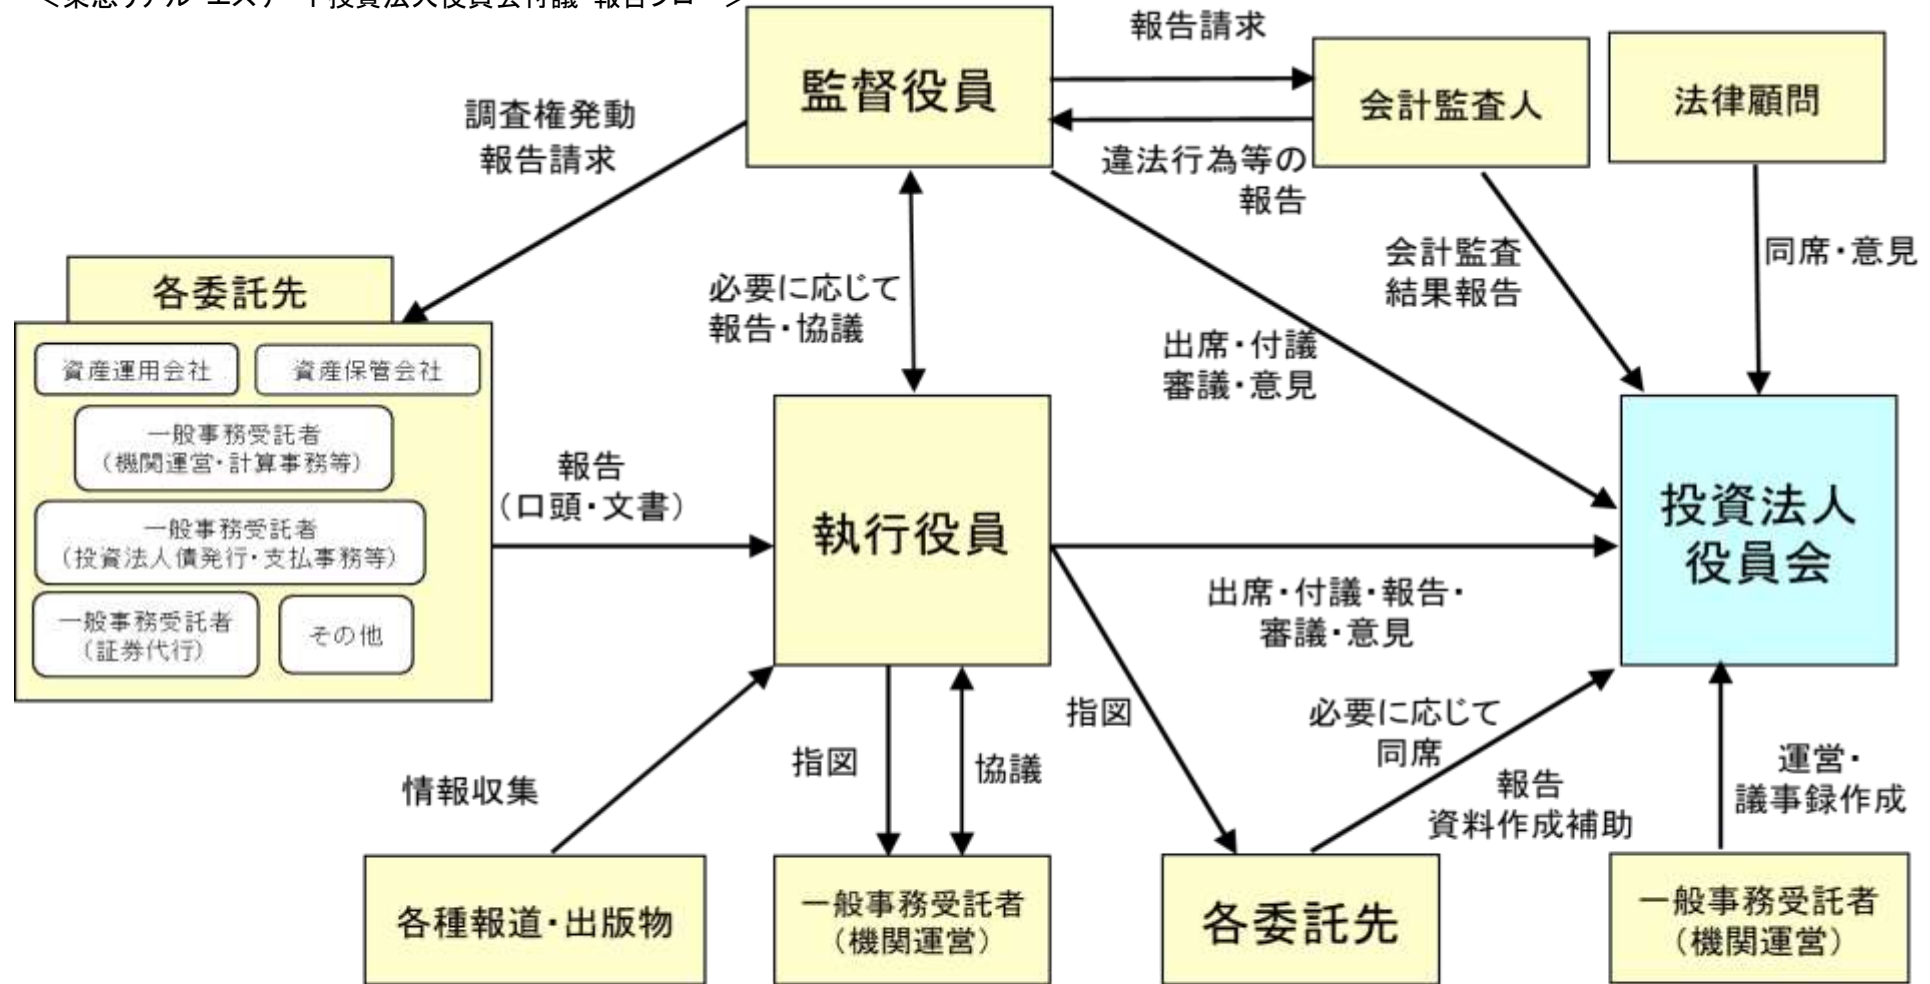 監督役員
報告請求
会計監査人
法律顧問
調査権発動
報告請求
違法行為等の
報告
各委託先
必要に応じて
報告・協議
会計監査
結果報告
同席・意見
出席・付議
審議・意見
資産運用会社
資産保管会社
一般事務受託者
（機関運営・計算事務等）
一般事務受託者
（投資法人債発行・支払事務等）
一般事務受託者
（証券代行）
その他
報告
（口頭・文書）
執行役員
投資法人
役員会
出席・付議・報告・
審議・意見
情報収集
指図
協議
指図
必要に応じて
同席
報告
資料作成補助
運営・
議事録作成
各種報道・出版物
一般事務受託者
（機関運営）
各委託先
一般事務受託者
（機関運営）